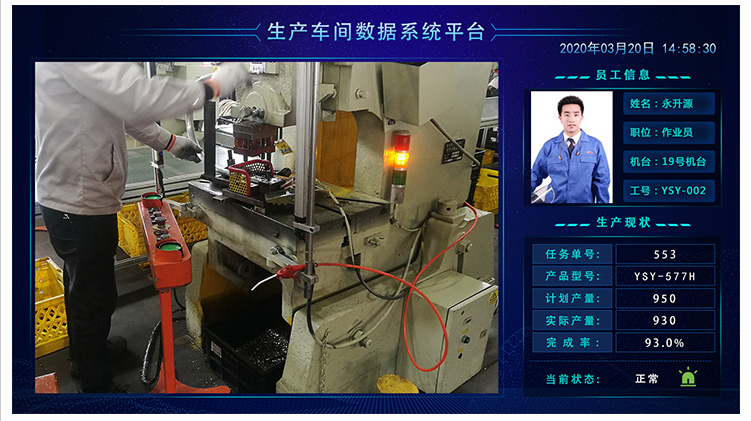 生产车间数据系统平台
2020年03月20日 14:58:30
员工信息
姓名：永升源
职位：作业员
机台：19号机台
工号：YSY-002
生产现状
任务单号： 553
产品型号： YSY-577H
计划产量： 950
实际产量： 930
完成率： 93.0%
当前状态： 正常